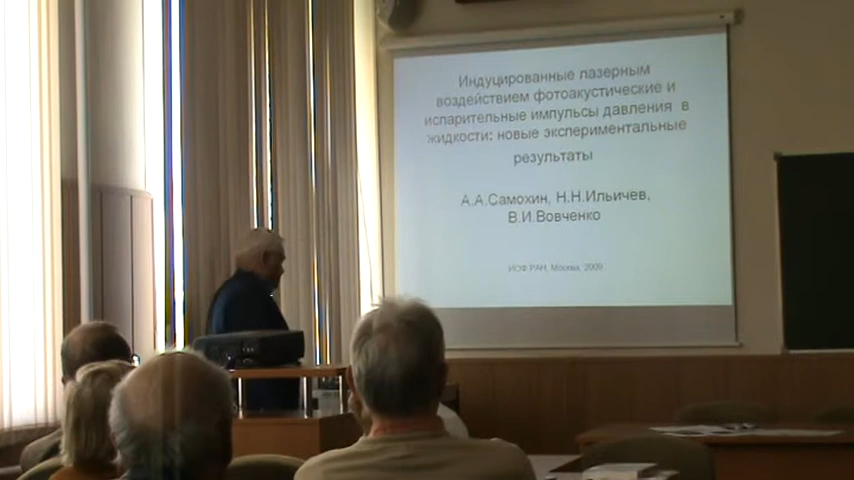 Индуцированные лазерным
воздействием фотоакустические и
испарительные импульсы давления в
жидкости: новые экспериментальные
результаты
А.А.Самохин, Н.Н.Ильичев,
В.И.Вовченко
ИОФ РАН, Москва, 2009